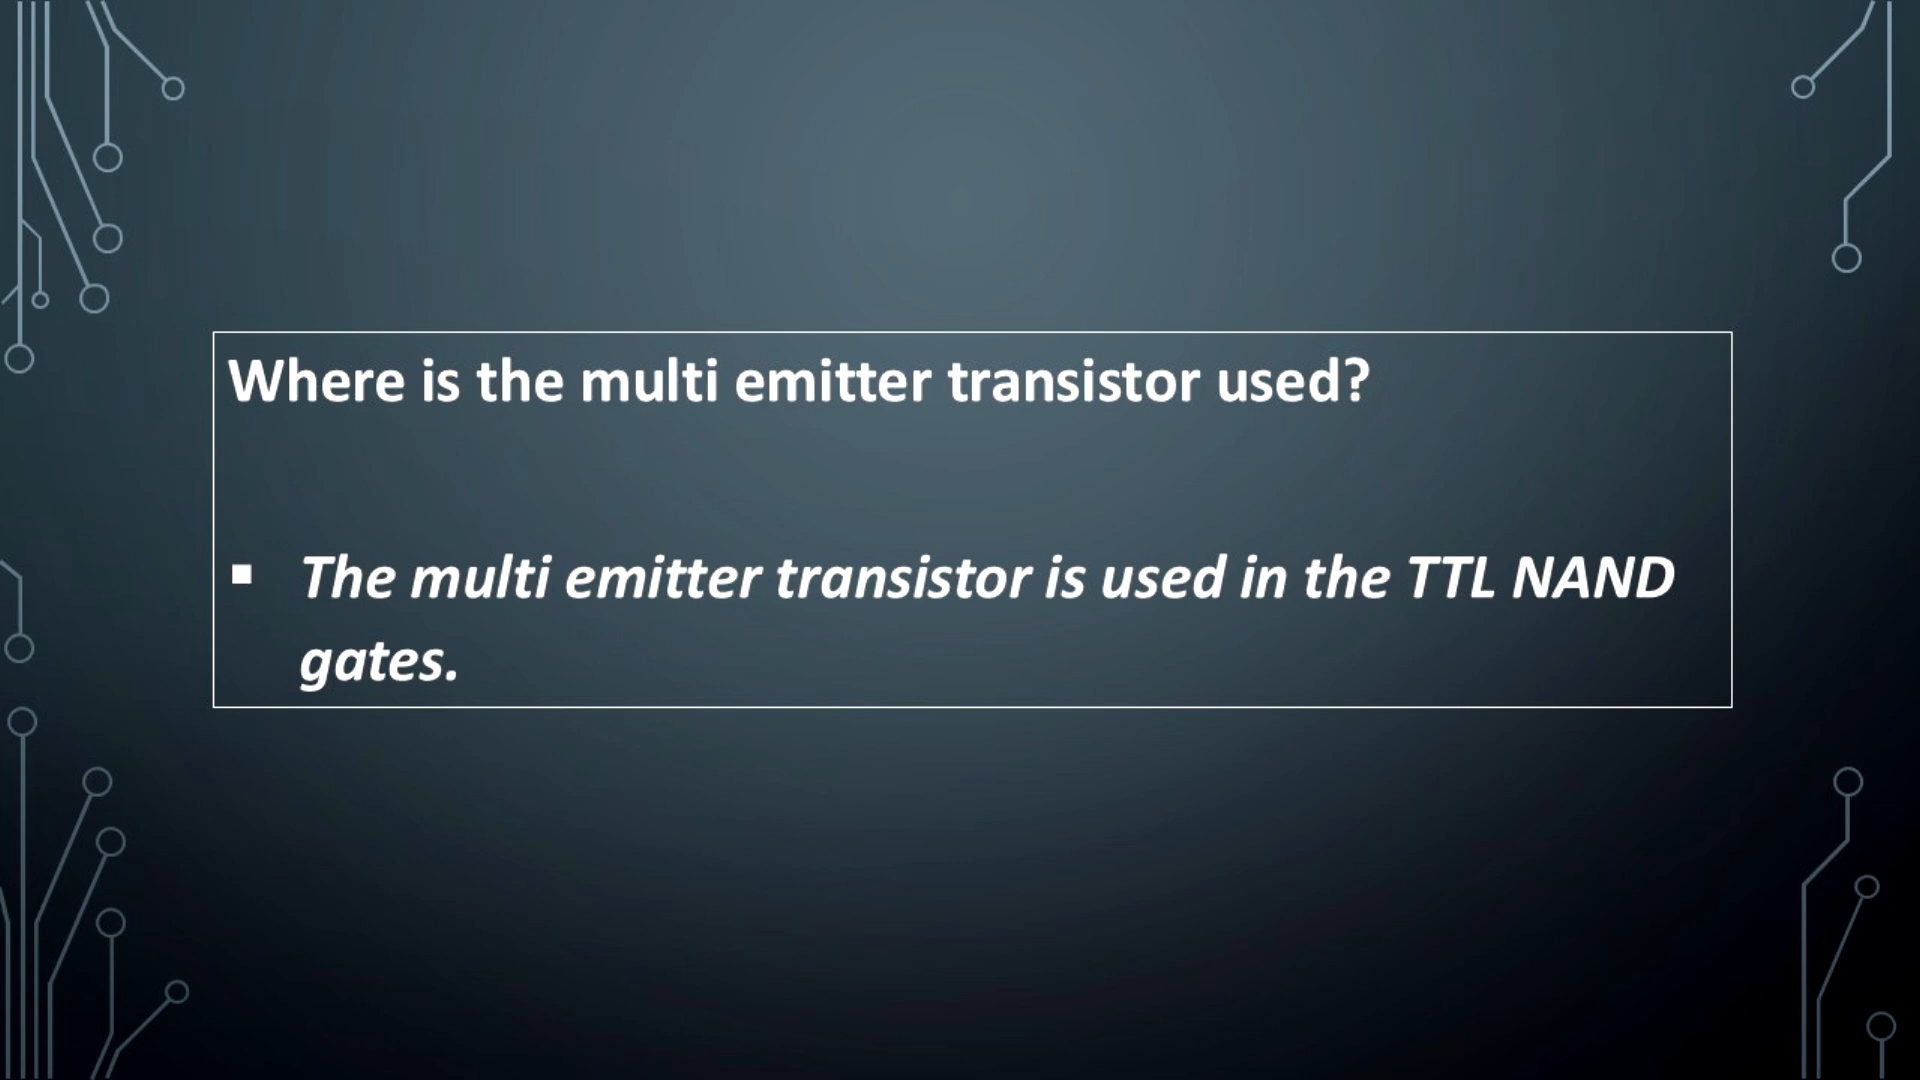 Where is the multi emitter transistor used?
▪ The multi emitter transistor is used in the TTL NAND
gates.